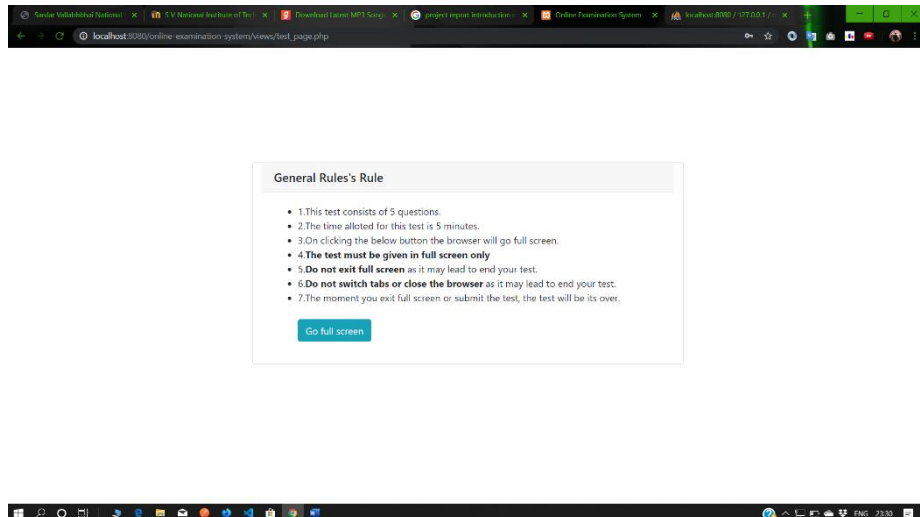 Sardar Vallabhbhai National
S V National Institute of Tech
Download Latest MP3 Songs
project report introduction
Online Examination System
localhost:8080 / 127.0.0.1 /
localhost:8080/online-examination-system/views/test_page.php
General Rules's Rule
1.This test consists of 5 questions.
2.The time alloted for this test is 5 minutes.
3.On clicking the below button the browser will go full screen.
4.The test must be given in full screen only
5.Do not exit full screen as it may lead to end your test.
6.Do not switch tabs or close the browser as it may lead to end your test.
7.The moment you exit full screen or submit the test, the test will be its over.
Go full screen
ENG 23:30